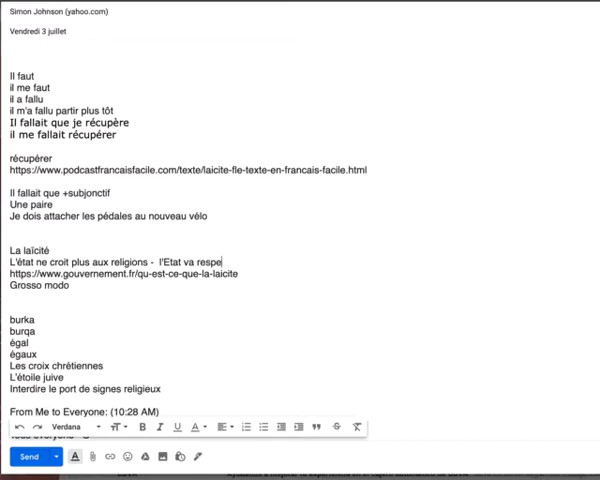 Simon Johnson (yahoo.com)
Vendredi 3 juillet
Il faut
il me faut
il a fallu
il m'a fallu partir plus tôt
Il fallait que je récupère
il me fallait récupérer
récupérer
https://www.podcastfrancaisfacile.com/texte/laicite-fle-texte-en-francais-facile.html
Il fallait que +subjonctif
Une paire
Je dois attacher les pédales au nouveau vélo
La laïcité
L'état ne croit plus aux religions -  l'Etat va respe
https://www.gouvernement.fr/qu-est-ce-que-la-laicite
Grosso modo
burka
burqa
égal
égaux
Les croix chrétiennes
L'étoile juive
Interdire le port de signes religieux
From Me to Everyone: (10:28 AM)
Verdana
Send